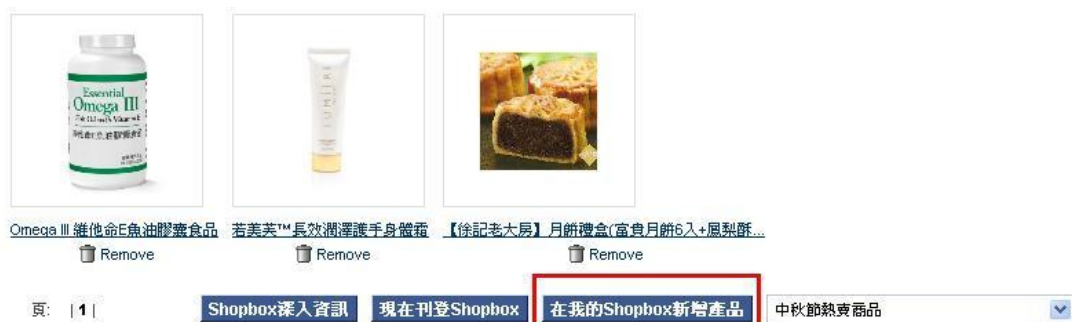 Essential
Omega III
LUMIÈRE
Omega III 維他命E魚油膠囊食品
若芙芙™長效潤澤護手身體霜
【徐記老大房】月餅禮盒(富貴月餅6入+鳳梨酥...
Remove
Remove
Remove
頁: |1|
Shopbox深入資訊
現在刊登Shopbox
在我的Shopbox新增產品
中秋節熱賣商品